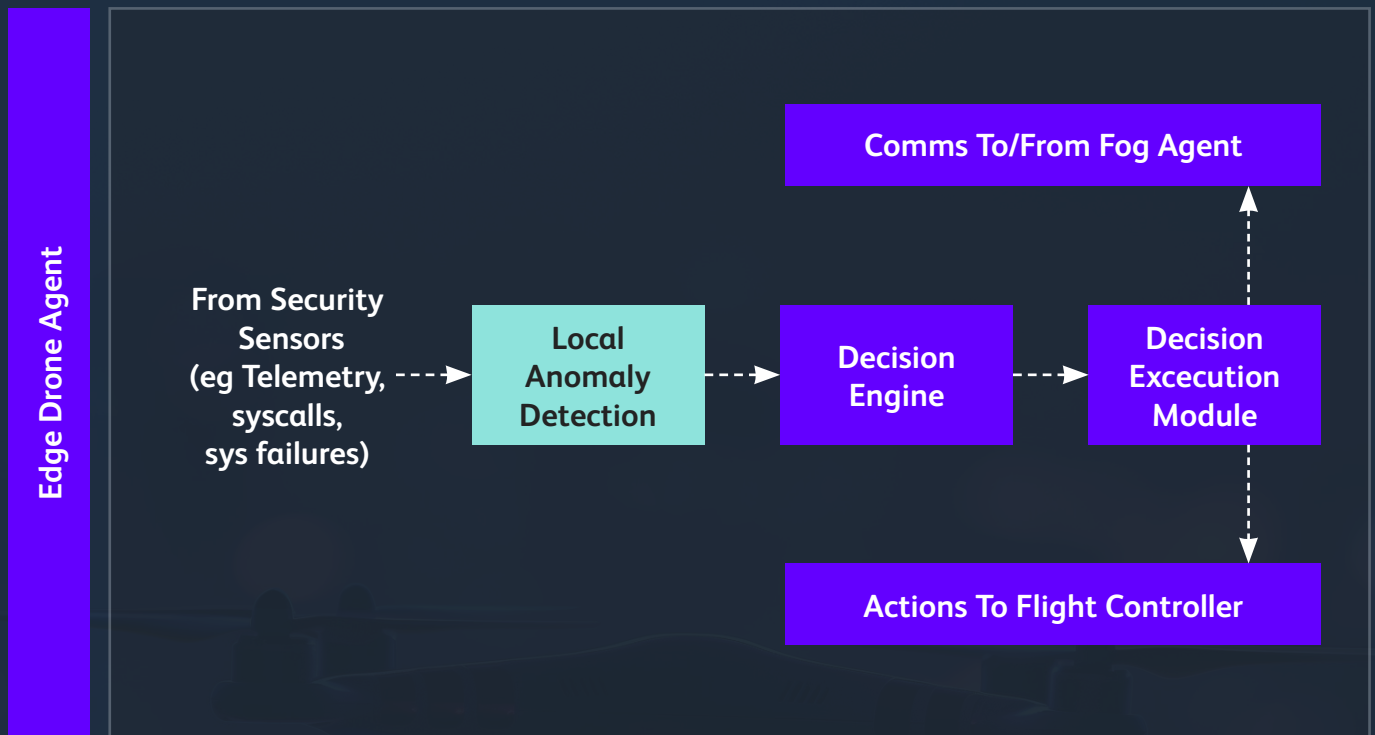 Edge Drone Agent
Comms To/From Fog Agent
From Security
Sensors
(eg Telemetry,
syscalls,
sys failures)
Local
Anomaly
Detection
Decision
Engine
Decision
Excecution
Module
Actions To Flight Controller